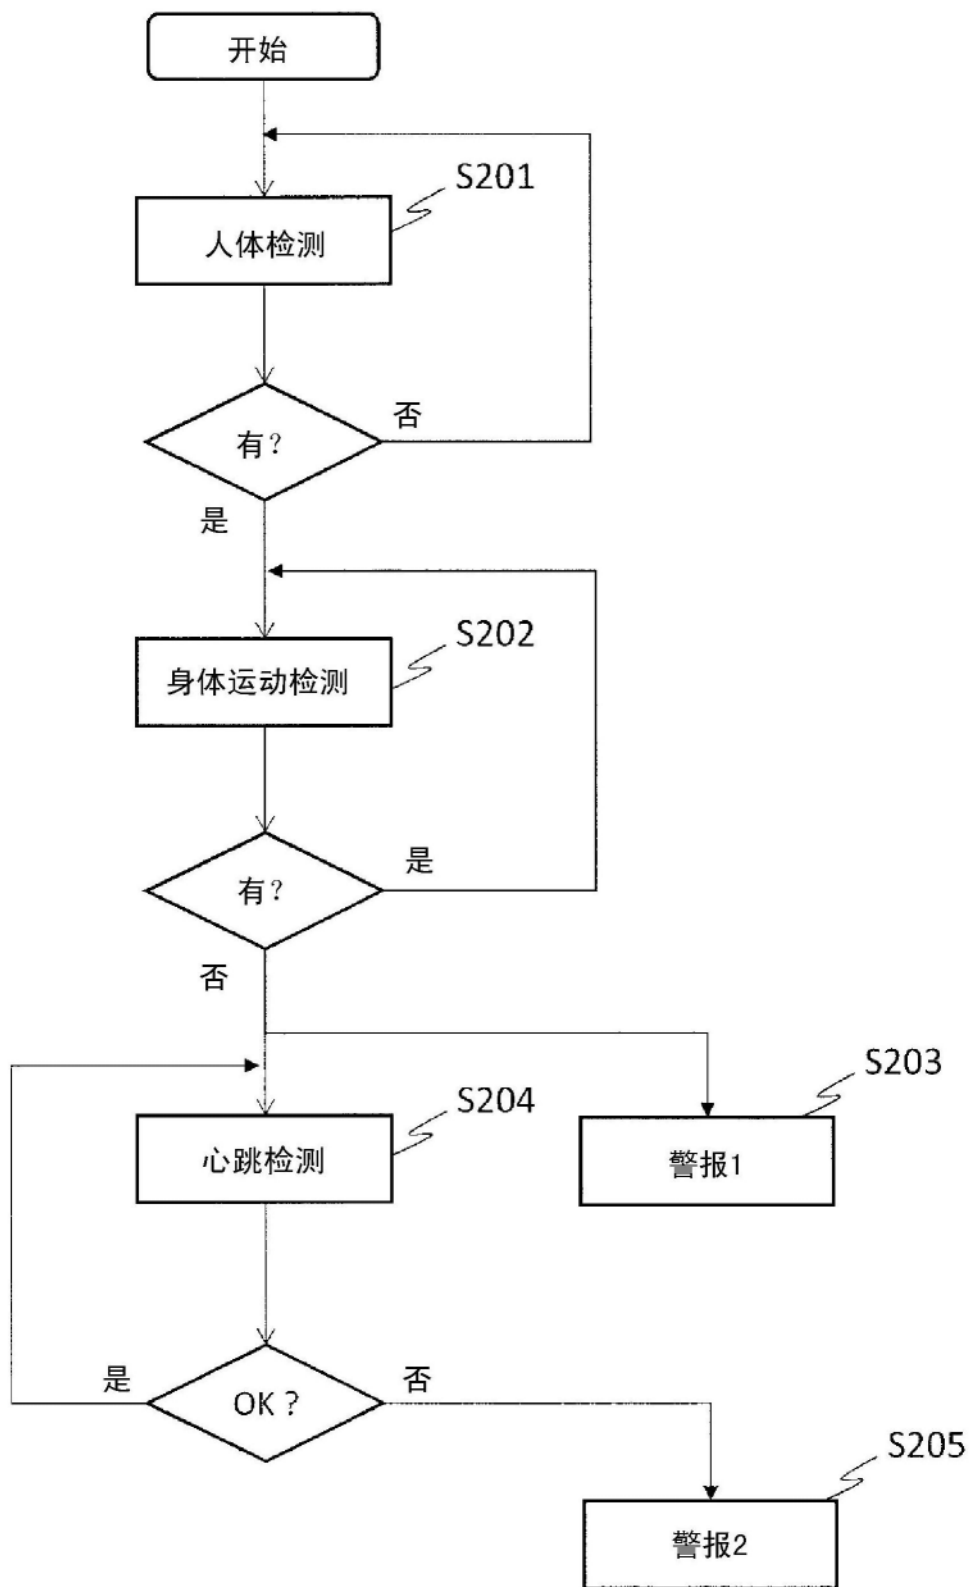 开始
S201
人体检测
否
有?
是
S202
身体运动检测
是
有?
否
S203
S204
警报1
心跳检测
是
否
OK?
S205
警报2